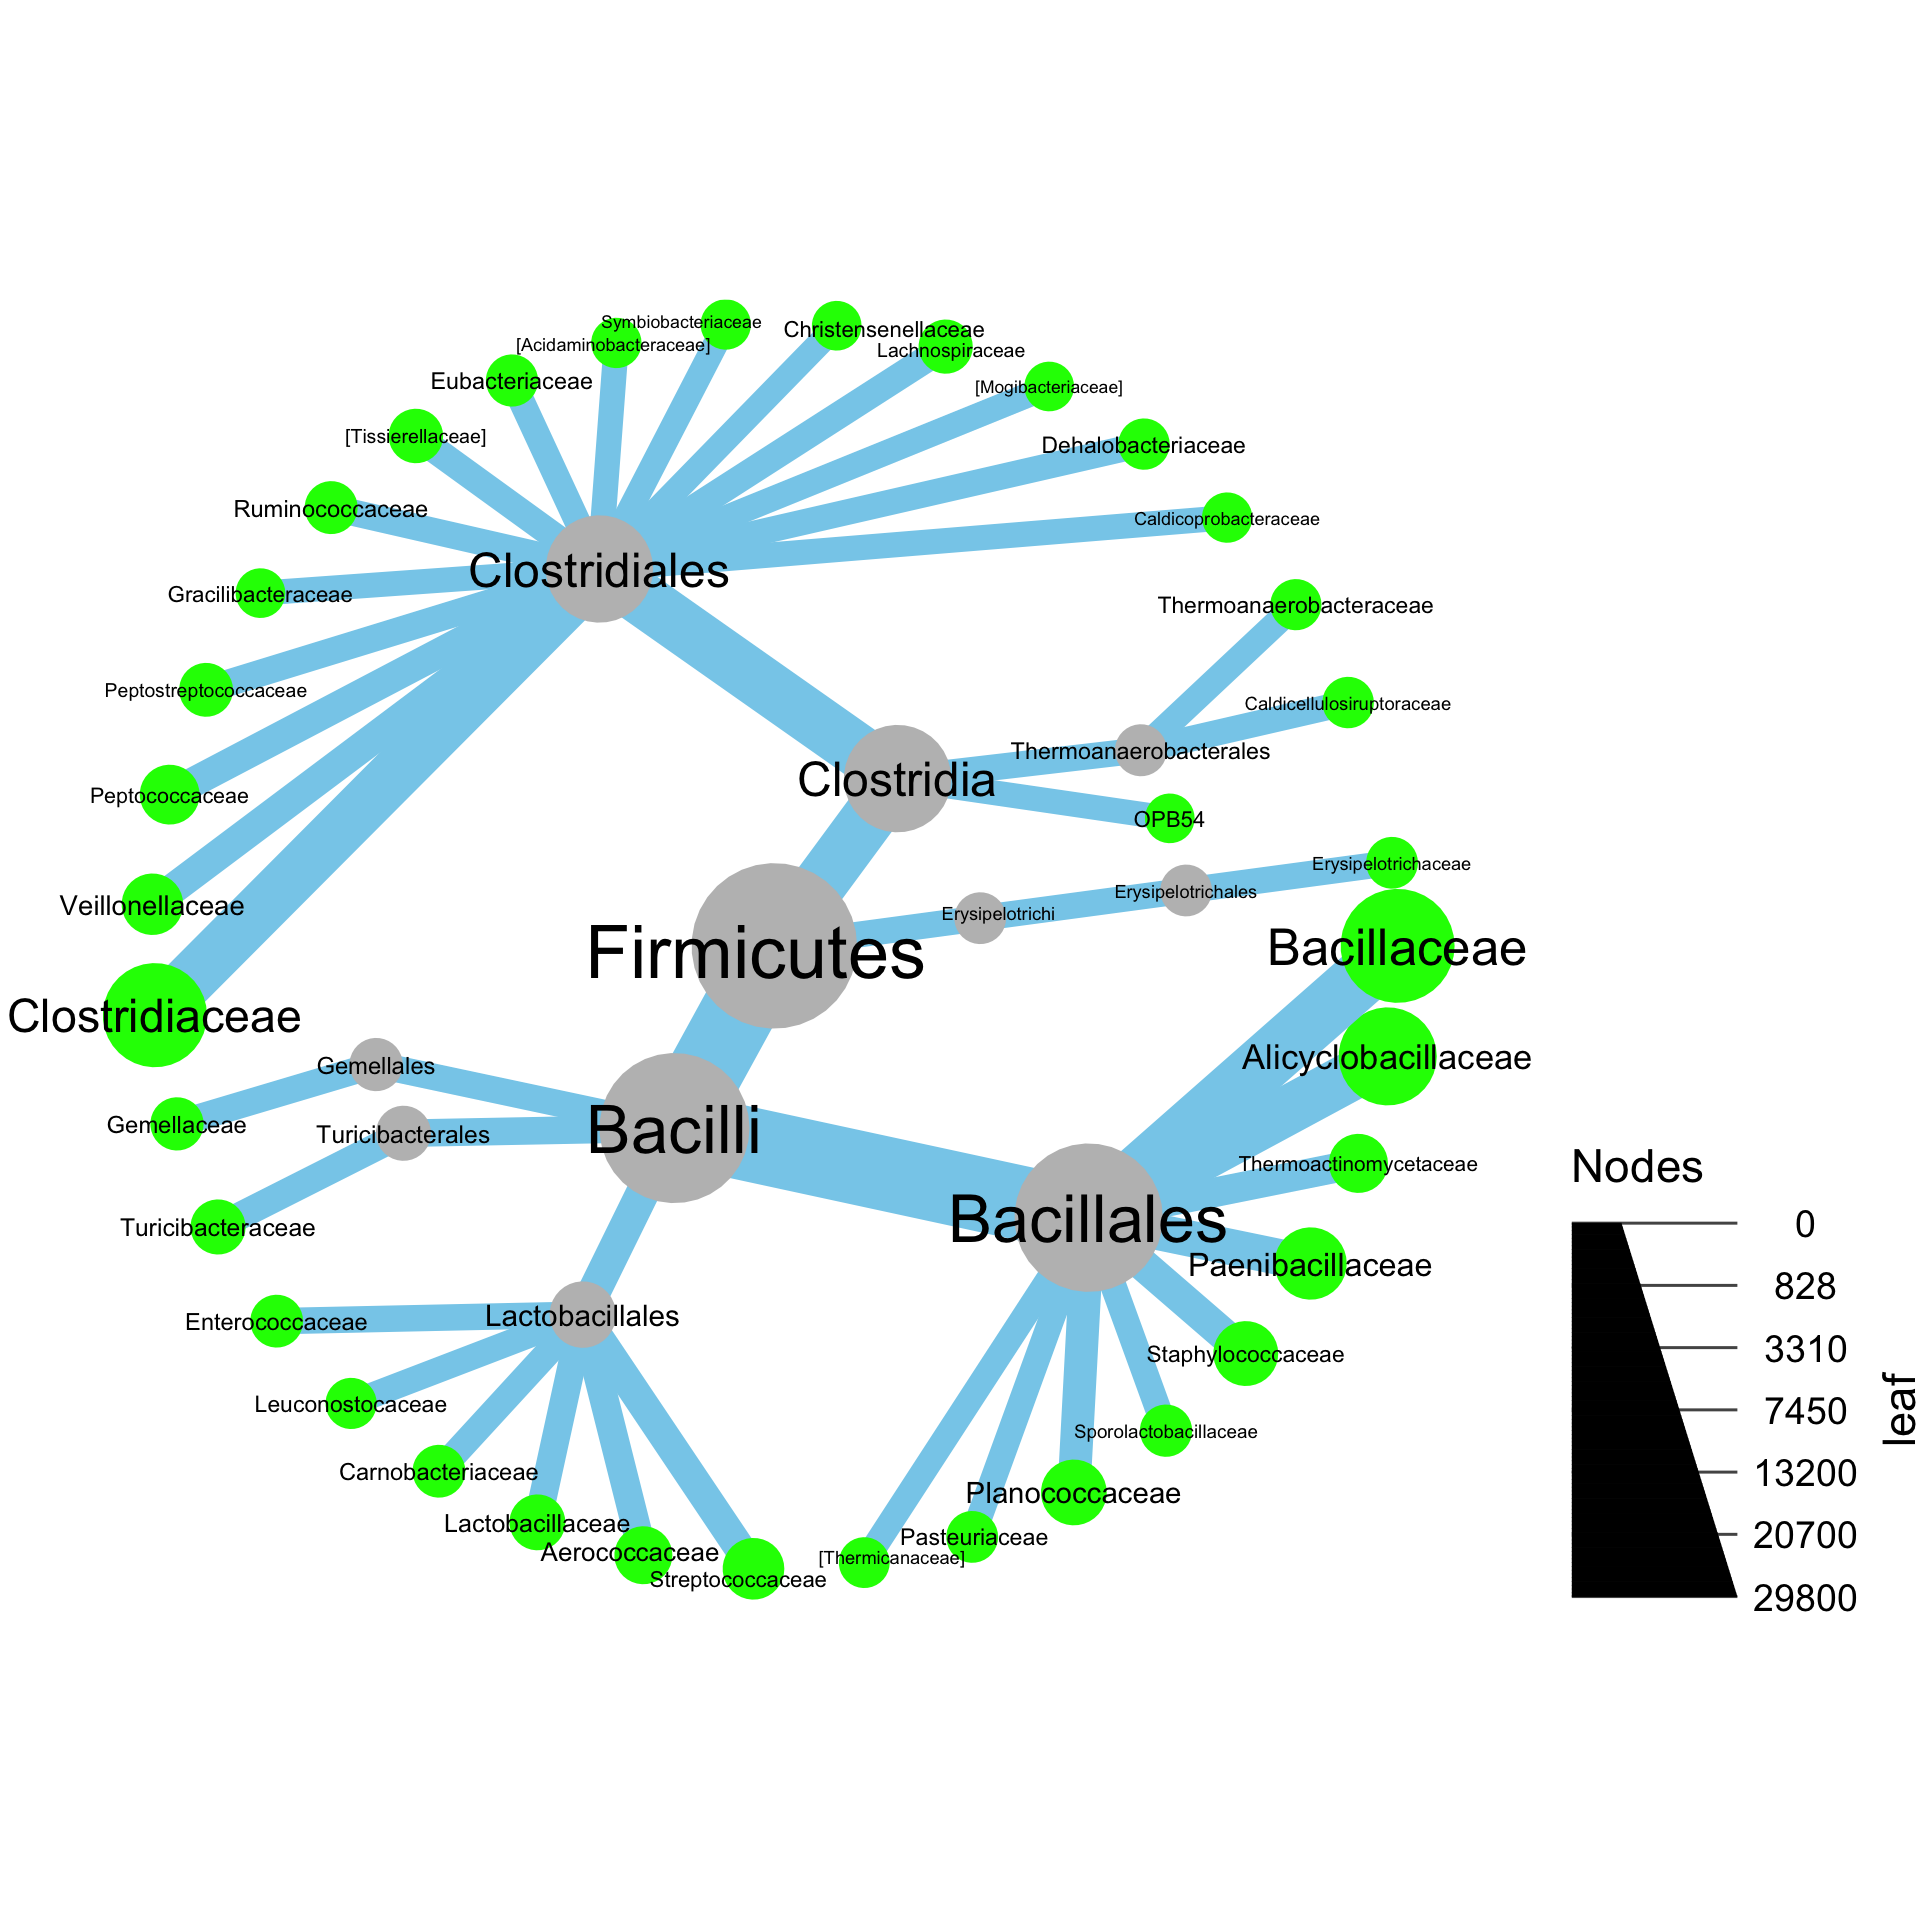 Symbiobacteriaceae
Christensenellaceae
[Acidaminobacteraceae]
Lachnospiraceae
Eubacteriaceae
[Mogibacteriaceae]
[Tissierellaceae]
Dehalobacteriaceae
Ruminococcaceae
Caldicoprobacteraceae
Clostridiales
Gracilibacteraceae
Thermoanaerobacteraceae
Peptostreptococcaceae
Caldicellulosiruptoraceae
Thermoanaerobacterales
Clostridia
Peptococcaceae
OPB54
Erysipelotrichaceae
Erysipelotrichales
Veillonellaceae
Erysipelotrichi
Firmicutes
Bacillaceae
Clostridiaceae
Alicyclobacillaceae
Gemellales
Gemellaceae
Turicibacterales
Bacilli
Thermoactinomycetaceae
Nodes
Turicibacteraceae
Bacillales
0
Paenibacillaceae
828
Lactobacillales
Enterococcaceae
3310
Staphylococcaceae
Leuconostocaceae
7450
leaf
Sporolactobacillaceae
Carnobacteriaceae
13200
Planococcaceae
Lactobacillaceae
20700
Pasteuriaceae
Aerococcaceae
[Thermicanaceae]
Streptococcaceae
29800